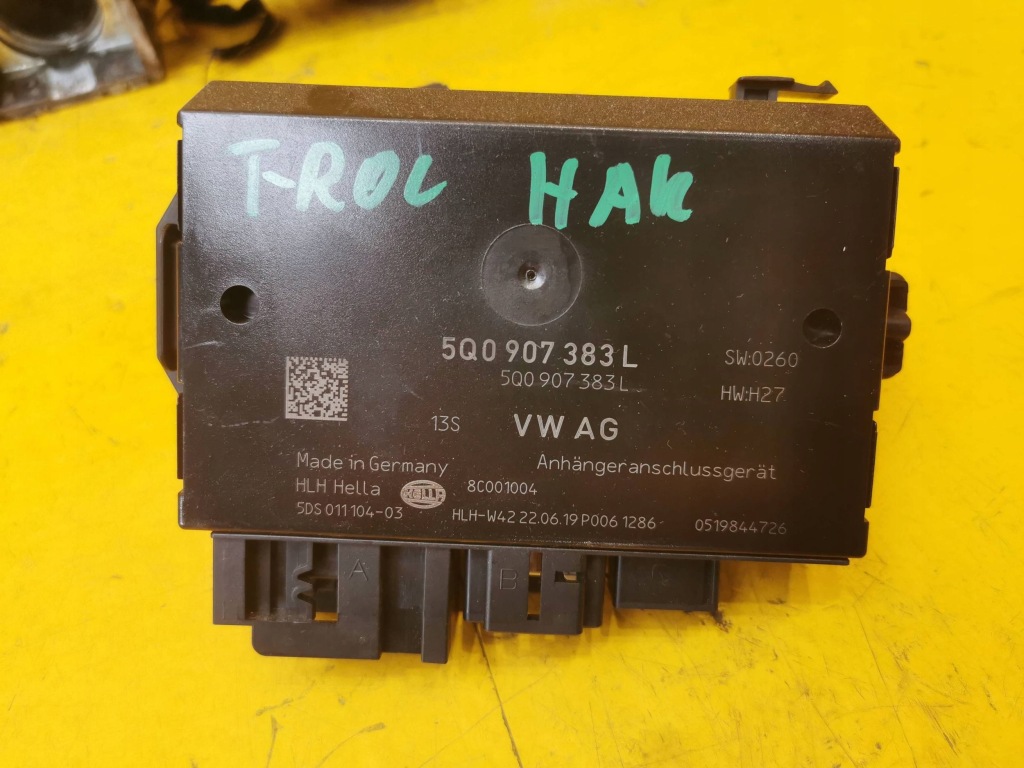 T-ROC HAK
5Q0 907 383 L
5Q0 907 383 L
SW:0260
HW:H27
13S
VW AG
Made in Germany
Anhängeranschlussgerät
HLH Hella HELLA 8C001004
5DS 011 104-03 HLH-W42 22.06.19 P006 1286 0519844726
A B C